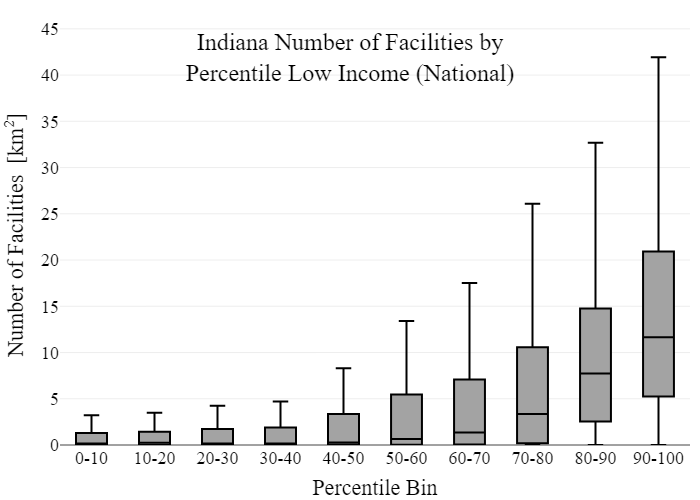 Indiana Number of Facilities by
Percentile Low Income (National)
Number of Facilities [km²]
45
40
35
30
25
20
15
10
5
0
0-10 10-20 20-30 30-40 40-50 50-60 60-70 70-80 80-90 90-100
Percentile Bin